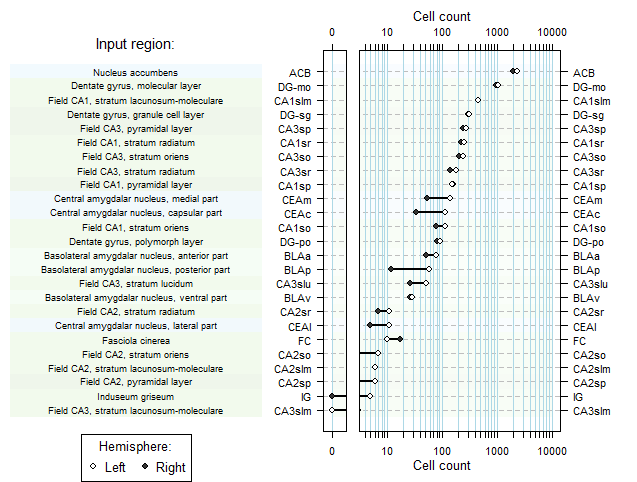 Cell count
0 10 100 1000 10000
Input region:
Nucleus accumbens ACB ACB
Dentate gyrus, molecular layer DG-mo DG-mo
Field CA1, stratum lacunosum-moleculare CA1slm CA1slm
Dentate gyrus, granule cell layer DG-sg DG-sg
Field CA3, pyramidal layer CA3sp CA3sp
Field CA1, stratum radiatum CA1sr CA1sr
Field CA3, stratum oriens CA3so CA3so
Field CA3, stratum radiatum CA3sr CA3sr
Field CA1, pyramidal layer CA1sp CA1sp
Central amygdalar nucleus, medial part CEAm CEAm
Central amygdalar nucleus, capsular part CEAc CEAc
Field CA1, stratum oriens CA1so CA1so
Dentate gyrus, polymorph layer DG-po DG-po
Basolateral amygdalar nucleus, anterior part BLAa BLAa
Basolateral amygdalar nucleus, posterior part BLAp BLAp
Field CA3, stratum lucidum CA3slu CA3slu
Basolateral amygdalar nucleus, ventral part BLAv BLAv
Field CA2, stratum radiatum CA2sr CA2sr
Central amygdalar nucleus, lateral part CEAl CEAl
Fasciola cinerea FC FC
Field CA2, stratum oriens CA2so CA2so
Field CA2, stratum lacunosum-moleculare CA2slm CA2slm
Field CA2, pyramidal layer CA2sp CA2sp
Induseum griseum IG IG
Field CA3, stratum lacunosum-moleculare CA3slm CA3slm
0 10 100 1000 10000
Cell count
Hemisphere:
Left Right